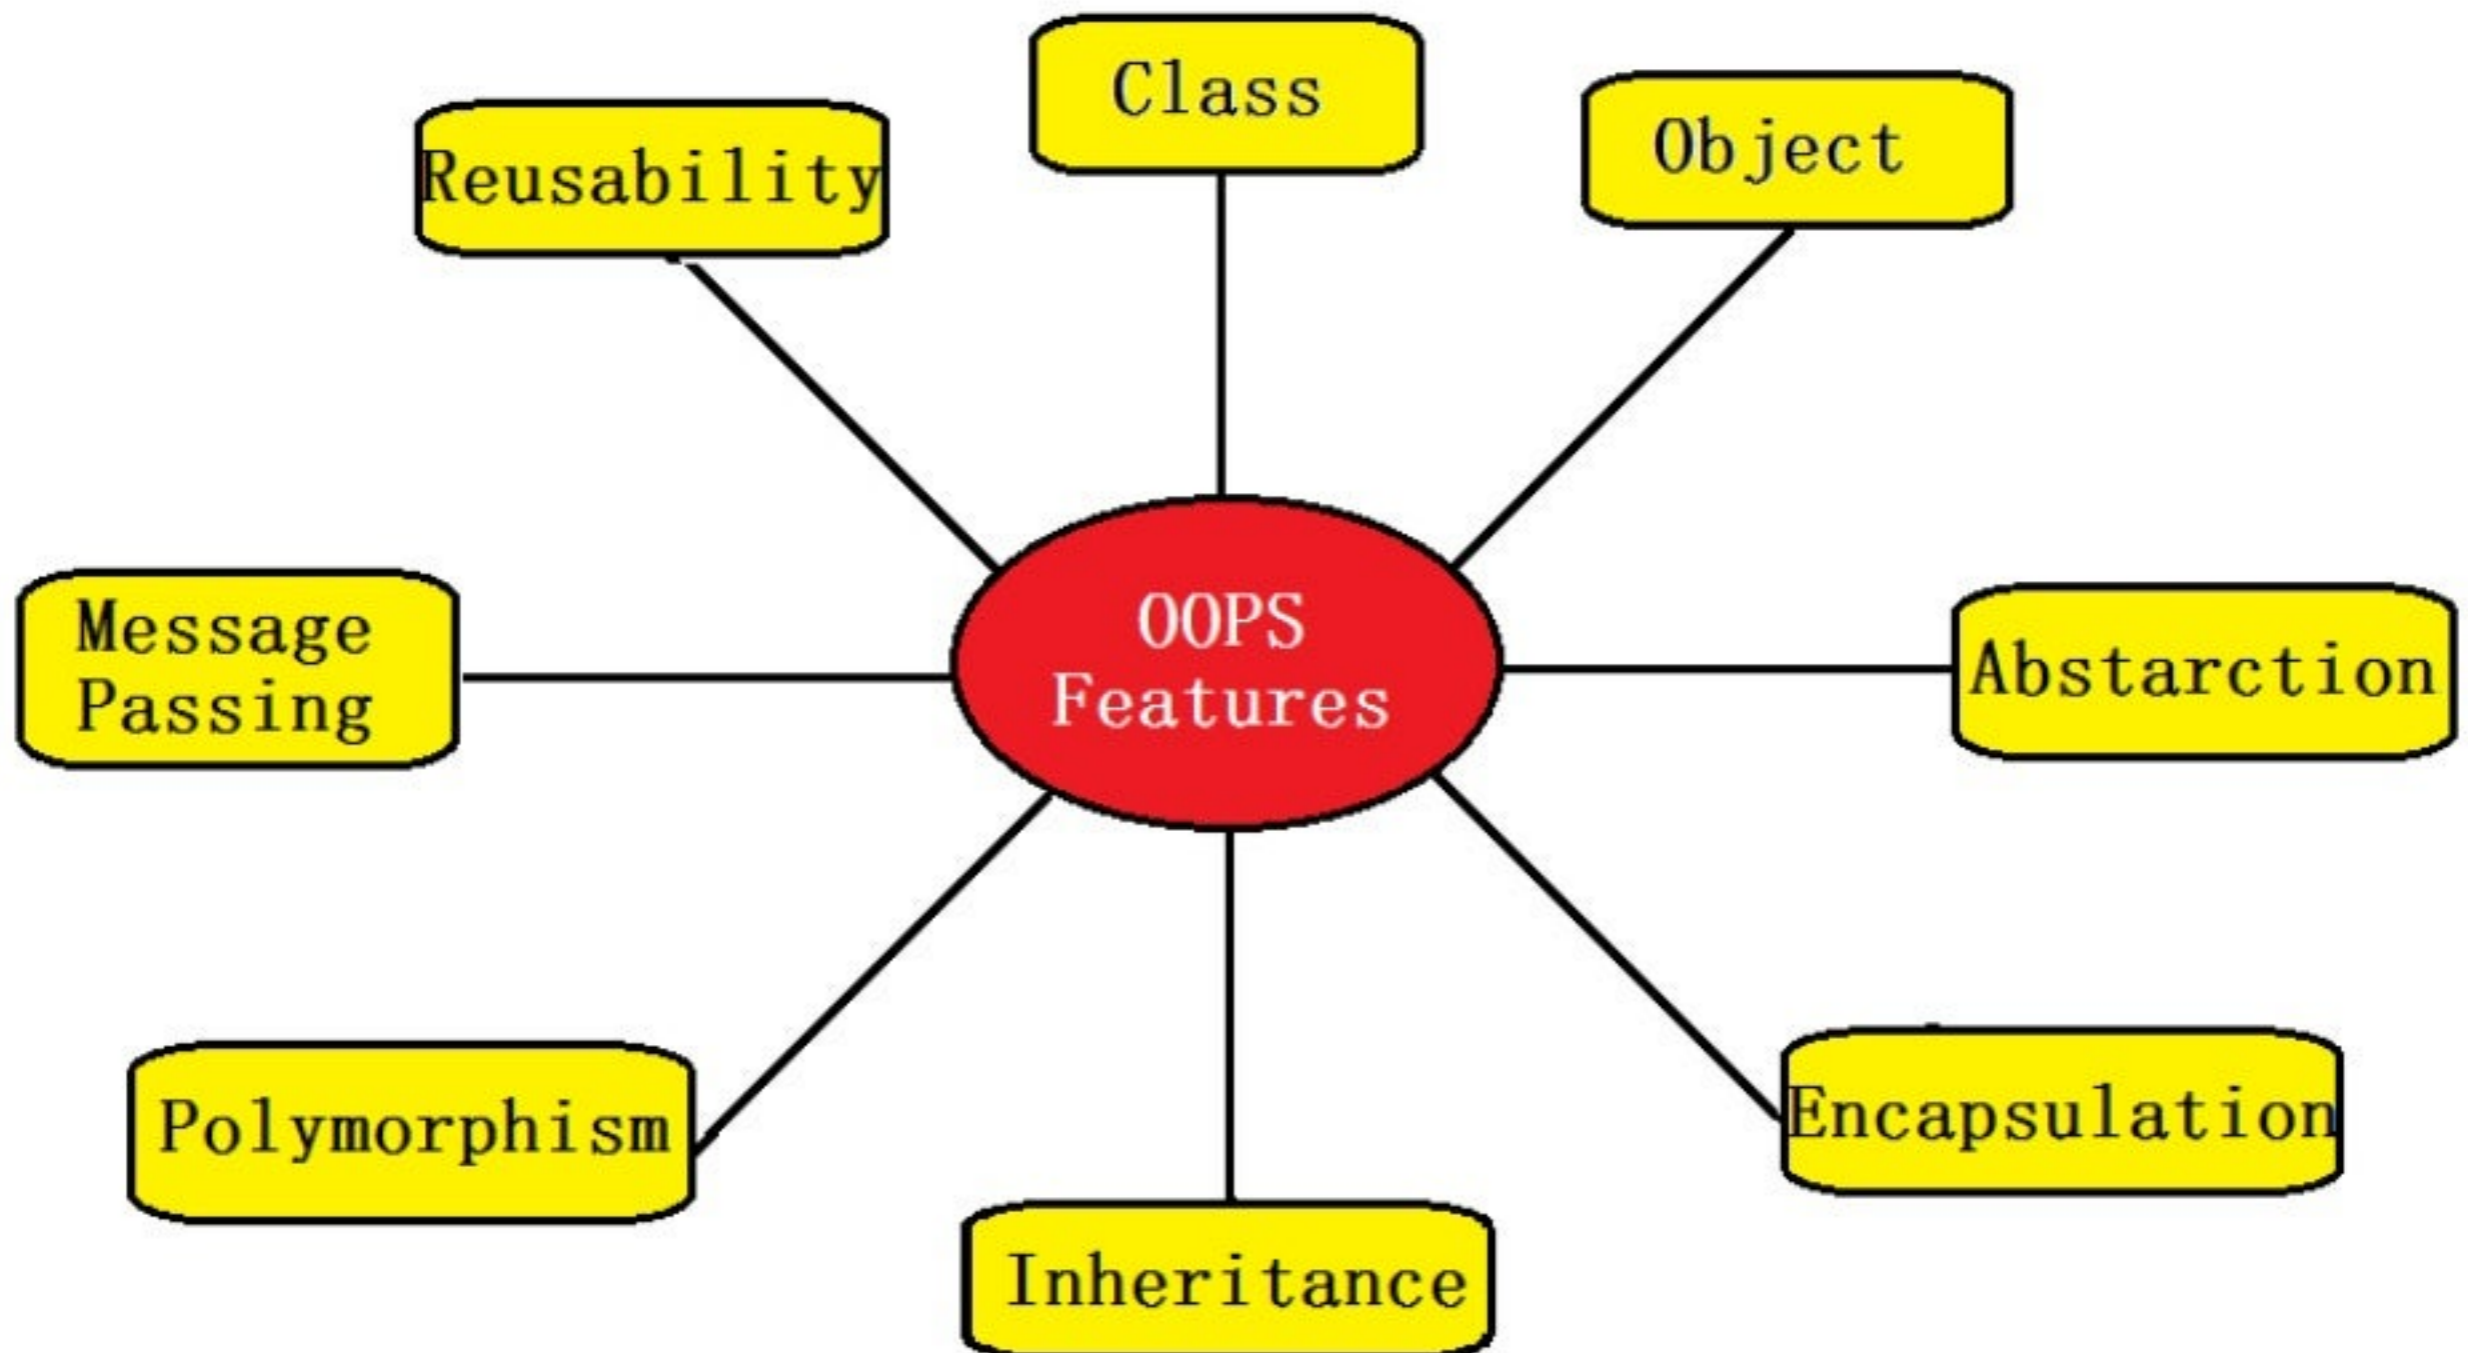 Class
Object
Reusability
OOPS
Features
Message
Passing
Abstarction
Polymorphism
Encapsulation
Inheritance